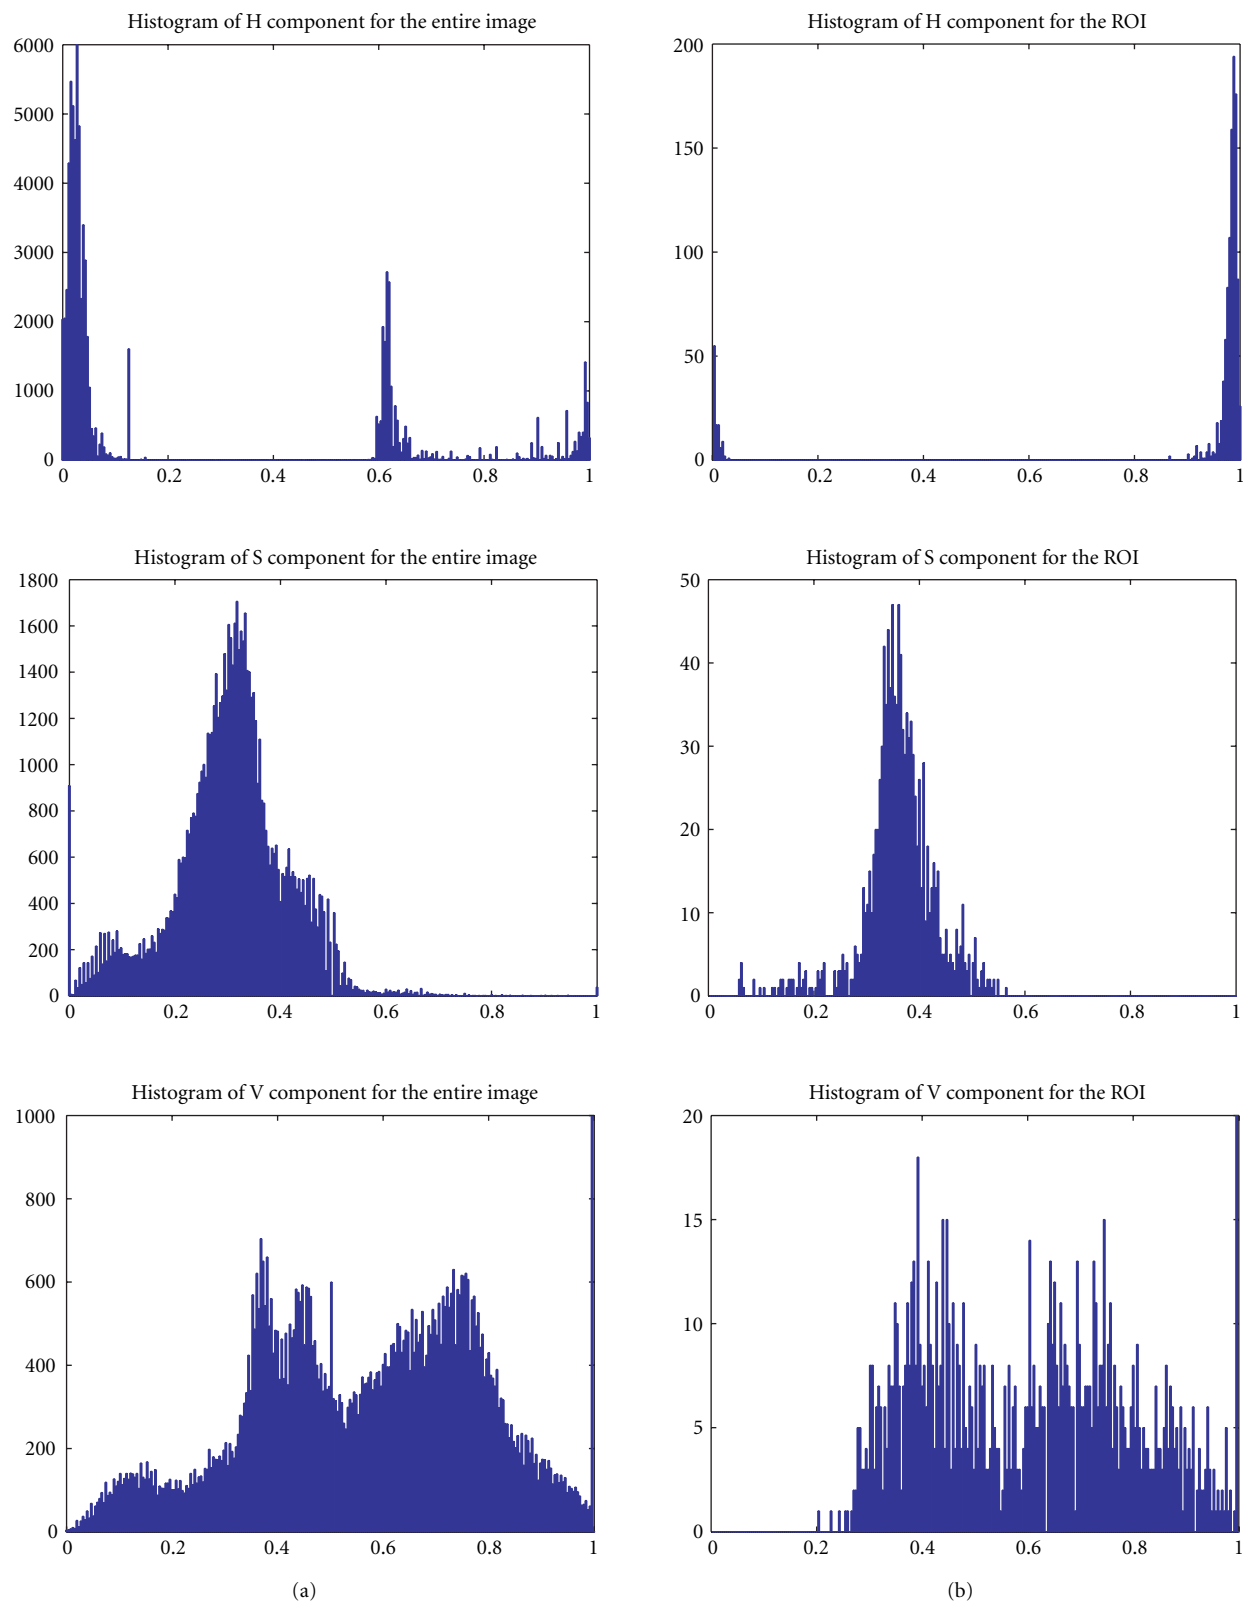 Histogram of H component for the entire image
6000
5000
4000
3000
2000
1000
0
0 0.2 0.4 0.6 0.8 1
Histogram of H component for the ROI
200
150
100
50
0
0 0.2 0.4 0.6 0.8 1
Histogram of S component for the entire image
1800
1600
1400
1200
1000
800
600
400
200
0
0 0.2 0.4 0.6 0.8 1
Histogram of S component for the ROI
50
40
30
20
10
0
0 0.2 0.4 0.6 0.8 1
Histogram of V component for the entire image
1000
800
600
400
200
0
0 0.2 0.4 0.6 0.8 1
(a)
Histogram of V component for the ROI
20
15
10
5
0
0 0.2 0.4 0.6 0.8 1
(b)